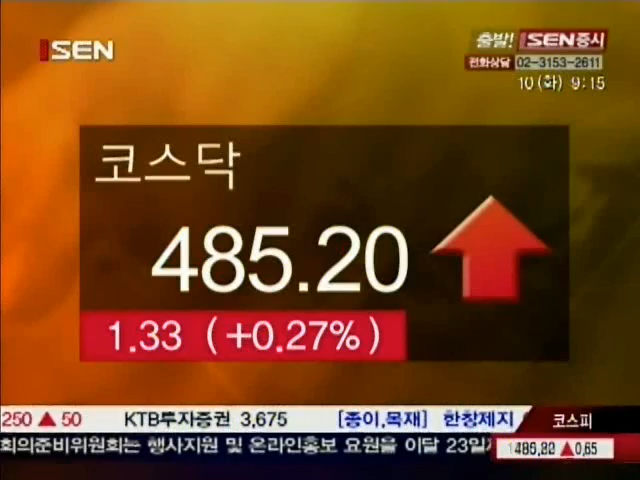 SEN
출발! SEN증시
전화상담 02-3153-2611
10(화) 9:15
코스닥
485.20
1.33 (+0.27%)
250 ▲ 50 KTB투자증권 3,675 [종이,목재] 한창제지
코스피
회의준비위원회는 행사지원 및 온라인홍보 요원을 이달 23일
▲0.65